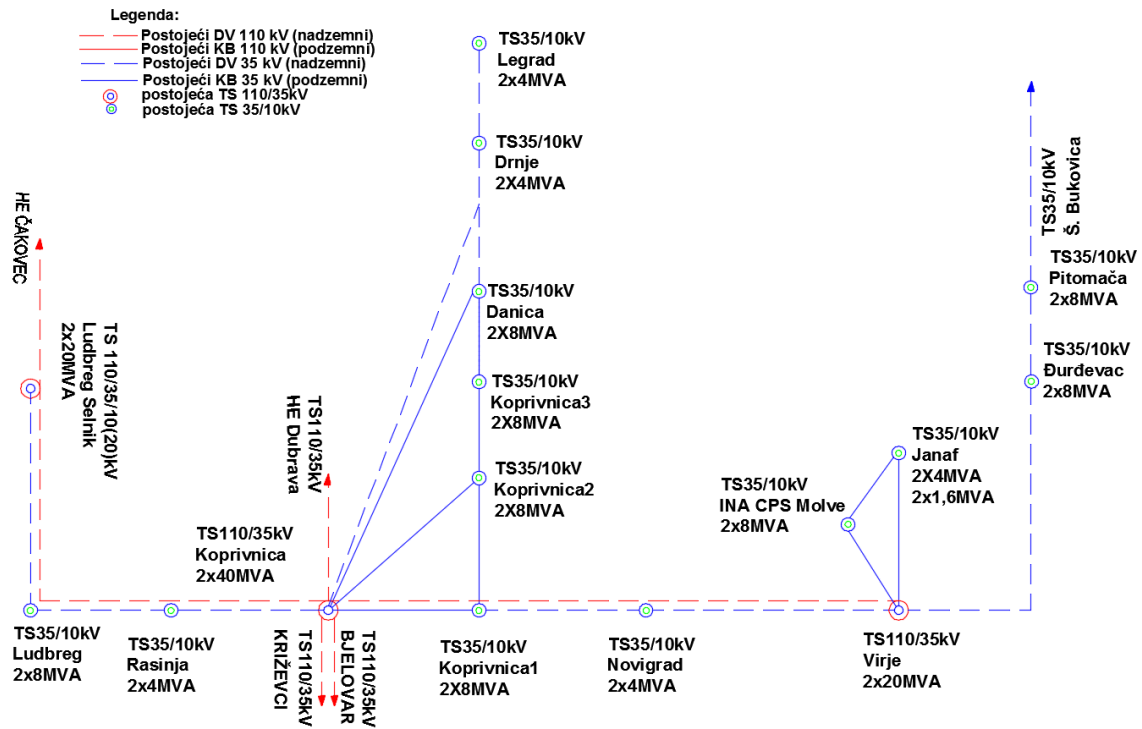 Legenda:
Postojeći DV 110 kV (nadzemni)
Postojeći KB 110 kV (podzemni)
Postojeći DV 35 kV (nadzemni)
Postojeći KB 35 kV (podzemni)
postojeća TS 110/35kV
postojeća TS 35/10kV
TS35/10kV
Legrad
2x4MVA
TS35/10kV
Drnje
2X4MVA
HE ČAKOVEC
TS 110/35/10(20)kV
Ludbreg Selnik
2x20MVA
TS35/10kV
Danica
2X8MVA
TS35/10kV
Koprivnica3
2X8MVA
TS35/10kV
Koprivnica2
2X8MVA
TS110/35kV
HE Dubrava
TS110/35kV
Koprivnica
2x40MVA
TS35/10kV
Š. Bukovica
TS35/10kV
Pitomača
2x8MVA
TS35/10kV
Đurđevac
2x8MVA
TS35/10kV
Janaf
2X4MVA
2x1,6MVA
TS35/10kV
INA CPS Molve
2x8MVA
TS35/10kV
Ludbreg
2x8MVA
TS35/10kV
Rasinja
2x4MVA
TS110/35kV
KRIŽEVCI
TS110/35kV
BJELOVAR
TS35/10kV
Koprivnica1
2X8MVA
TS35/10kV
Novigrad
2x4MVA
TS110/35kV
Virje
2x20MVA